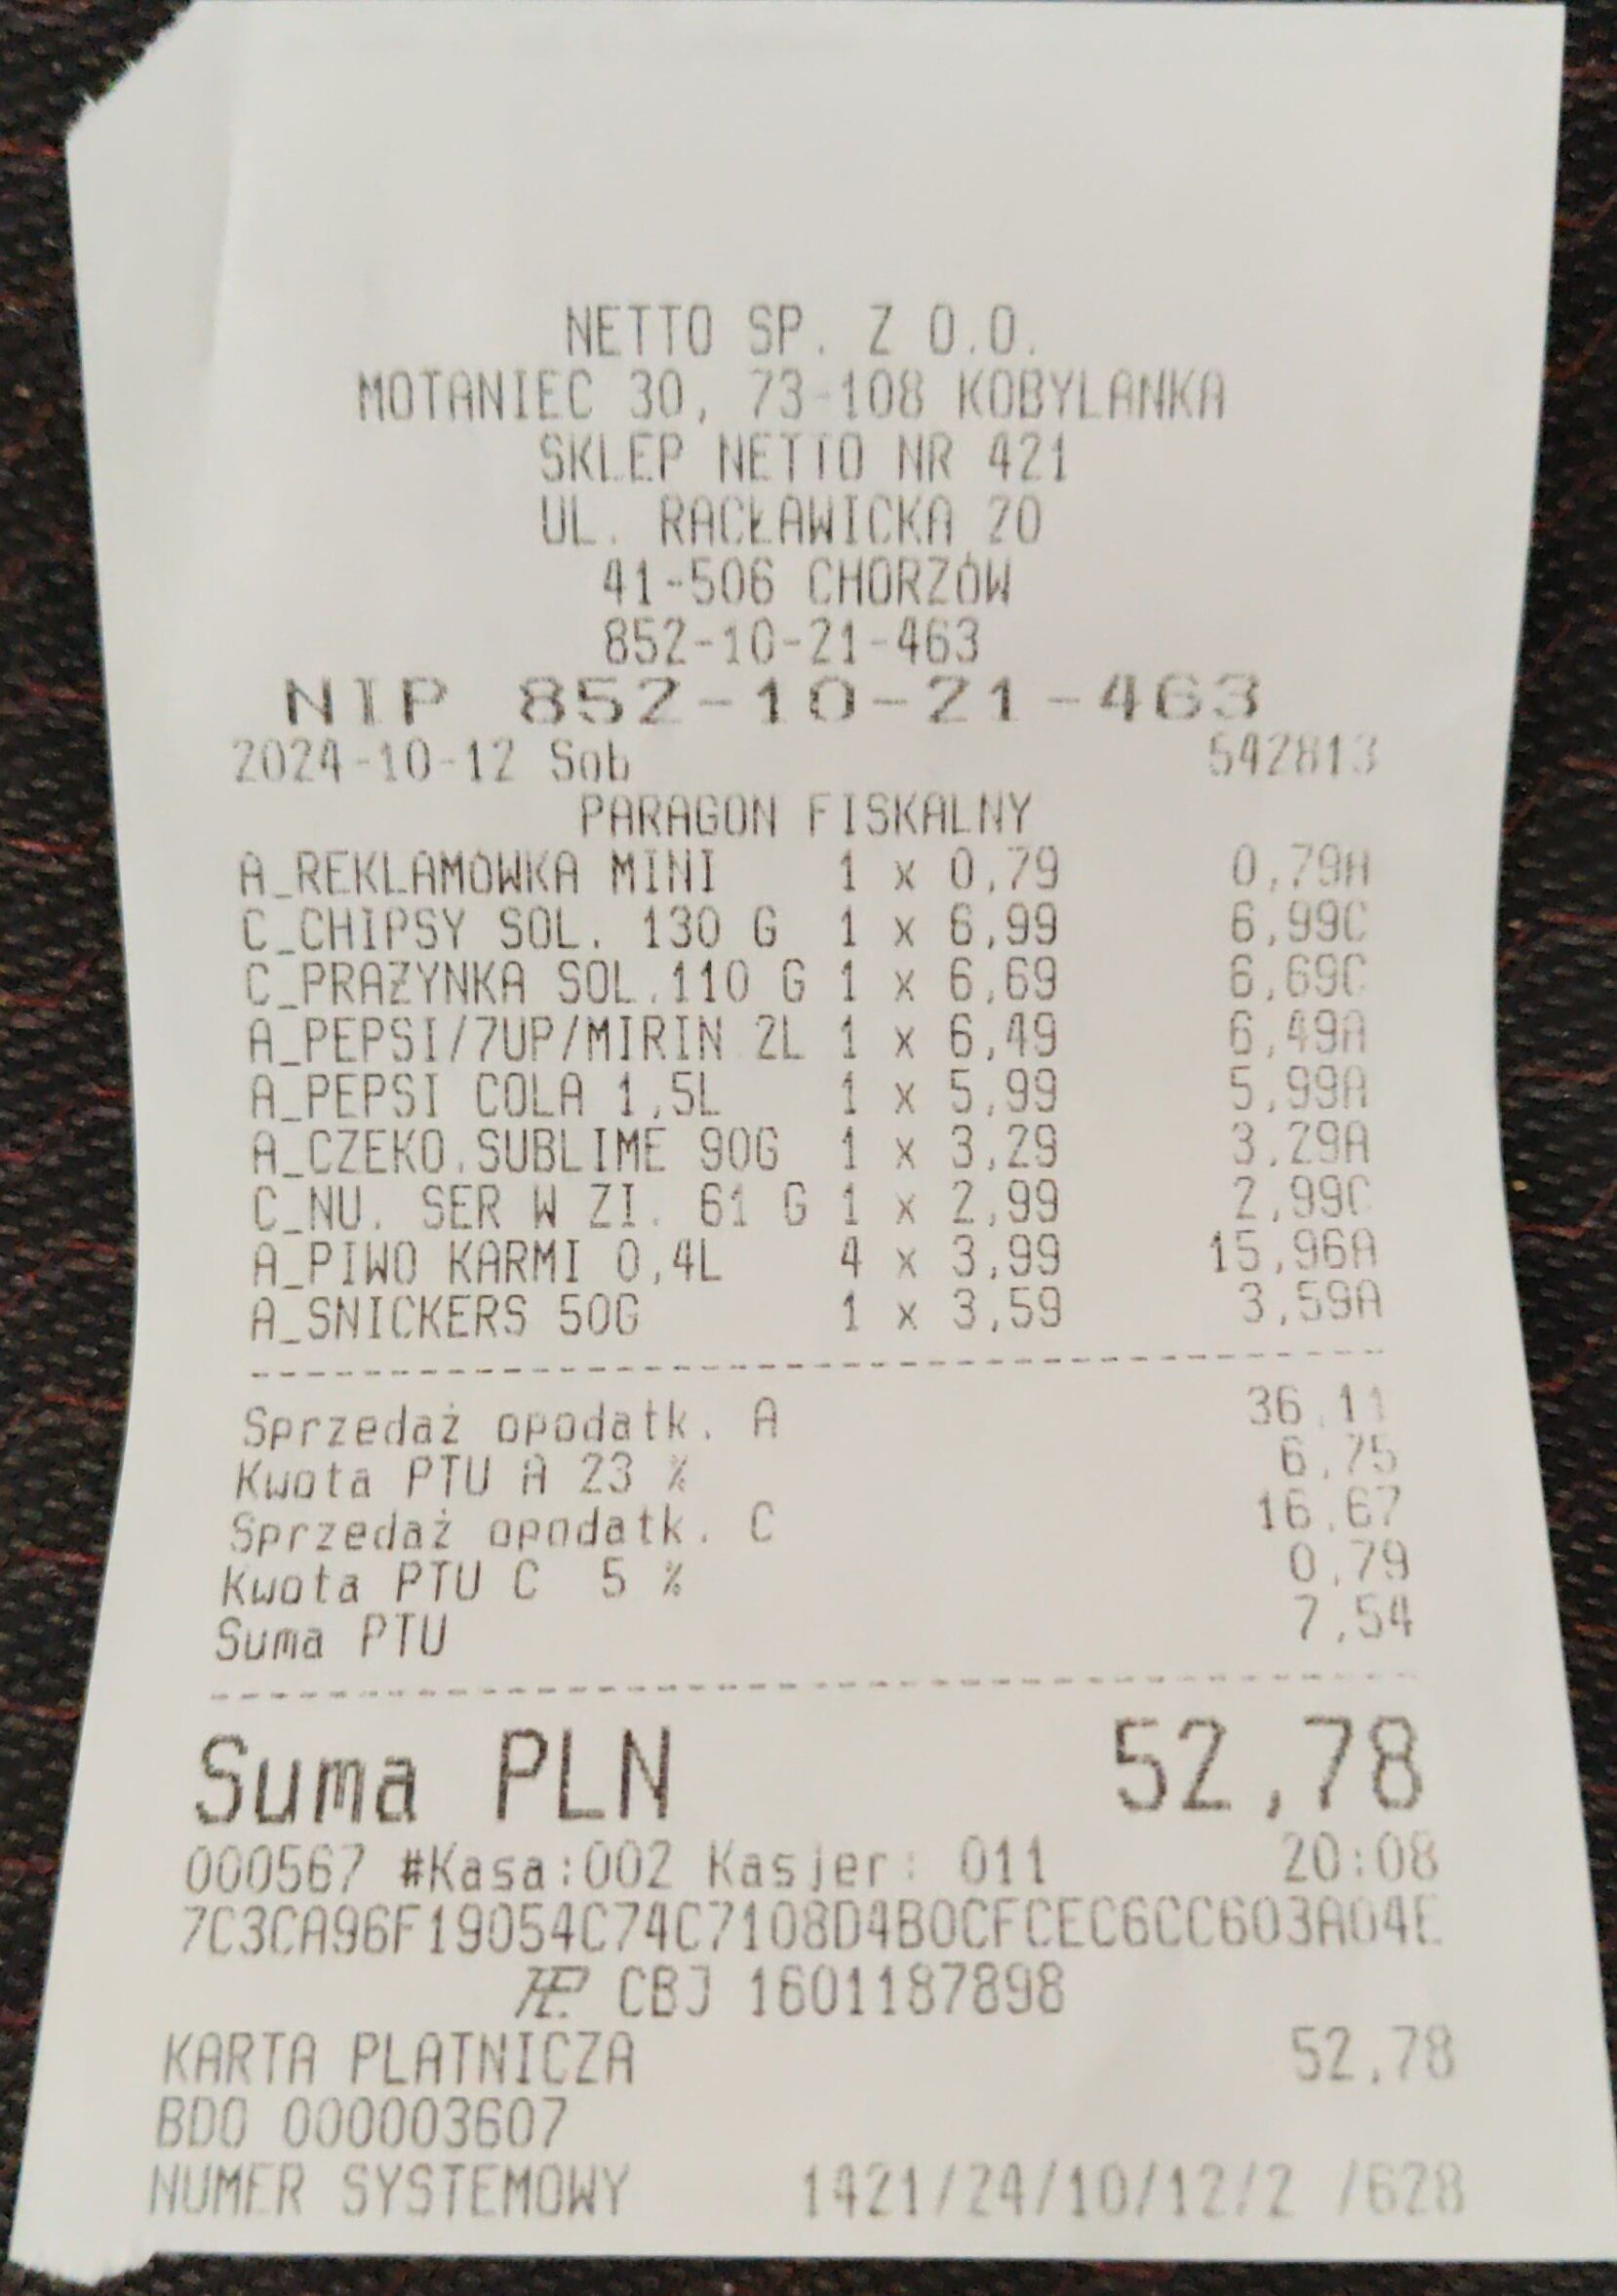 NETTO SP. Z O.O.
MOTANIEC 30, 73-108 KOBYLANKA
SKLEP NETTO NR 421
UL. RACŁAWICKA 20
41-506 CHORZÓW
852-10-21-463
NIP 852-10-21-463
2024-10-12 Sob 542813
PARAGON FISKALNY
A_REKLAMÓWKA MINI 1 x 0,79 0,79A
C_CHIPSY SOL. 130 G 1 x 6,99 6,99C
C_PRAŻYNKA SOL.110 G 1 x 6,69 6,69C
A_PEPSI/7UP/MIRIN 2L 1 x 6,49 6,49A
A_PEPSI COLA 1,5L 1 x 5,99 5,99A
A_CZEKO.SUBLIME 90G 1 x 3,29 3,29A
C_NU. SER W ZI. 61 G 1 x 2,99 2,99C
A_PIWO KARMI 0,4L 4 x 3,99 15,96A
A_SNICKERS 50G 1 x 3,59 3,59A
Sprzedaż opodatk. A 36,11
Kwota PTU A 23 % 6,75
Sprzedaż opodatk. C 16,67
Kwota PTU C 5 % 0,79
Suma PTU 7,54
Suma PLN 52,78
000567 #Kasa:002 Kasjer: 011 20:08
7C3CA96F19054C74C7108D4B0CFCEC6CC603A04E
CBJ 1601187898
KARTA PLATNICZA 52,78
BDO 000003607
NUMER SYSTEMOWY 1421/24/10/12/2 /628